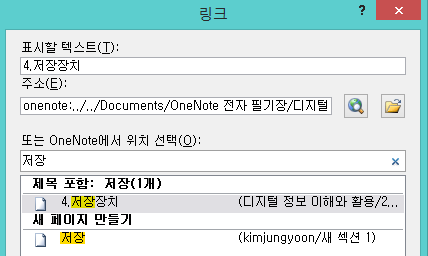 링크
? ×
표시할 텍스트(T):
4.저장장치
주소(E):
onenote:../../Documents/OneNote 전자 필기장/디지털
또는 OneNote에서 위치 선택(O):
저장 ×
제목 포함: 저장(1개)
4.저장장치 (디지털 정보 이해와 활용/2...
새 페이지 만들기
저장 (kimjungyoon/새 섹션 1)